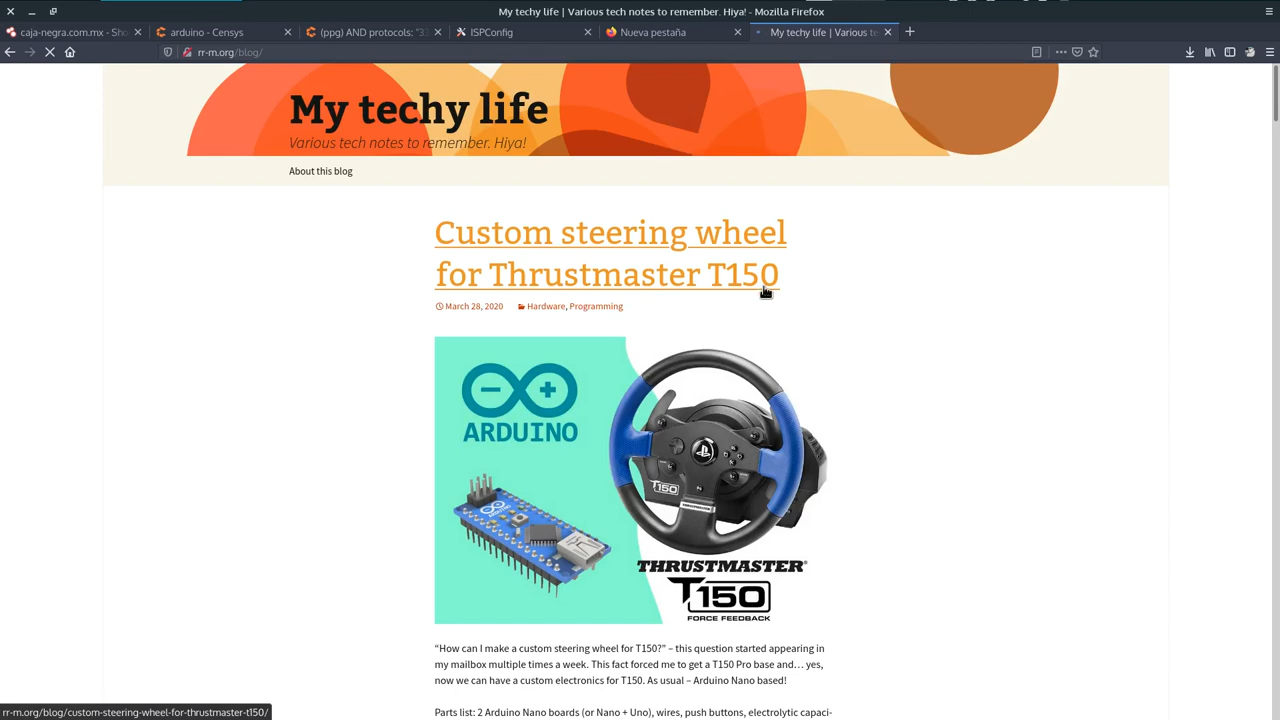 My techy life | Various tech notes to remember. Hiya! - Mozilla Firefox
caja-negra.com.mx - Sho
arduino - Censys
(ppg) AND protocols: "33
ISPConfig
Nueva pestaña
My techy life | Various te
rr-m.org/blog/
My techy life
Various tech notes to remember. Hiya!
About this blog
Custom steering wheel
for Thrustmaster T150
March 28, 2020
Hardware, Programming
ARDUINO
T150
THRUSTMASTER
T150
FORCE FEEDBACK
“How can I make a custom steering wheel for T150?” – this question started appearing in
my mailbox multiple times a week. This fact forced me to get a T150 Pro base and… yes,
now we can have a custom electronics for T150. As usual – Arduino Nano based!
Parts list: 2 Arduino Nano boards (or Nano + Uno), wires, push buttons, electrolytic capaci-
rr-m.org/blog/custom-steering-wheel-for-thrustmaster-t150/